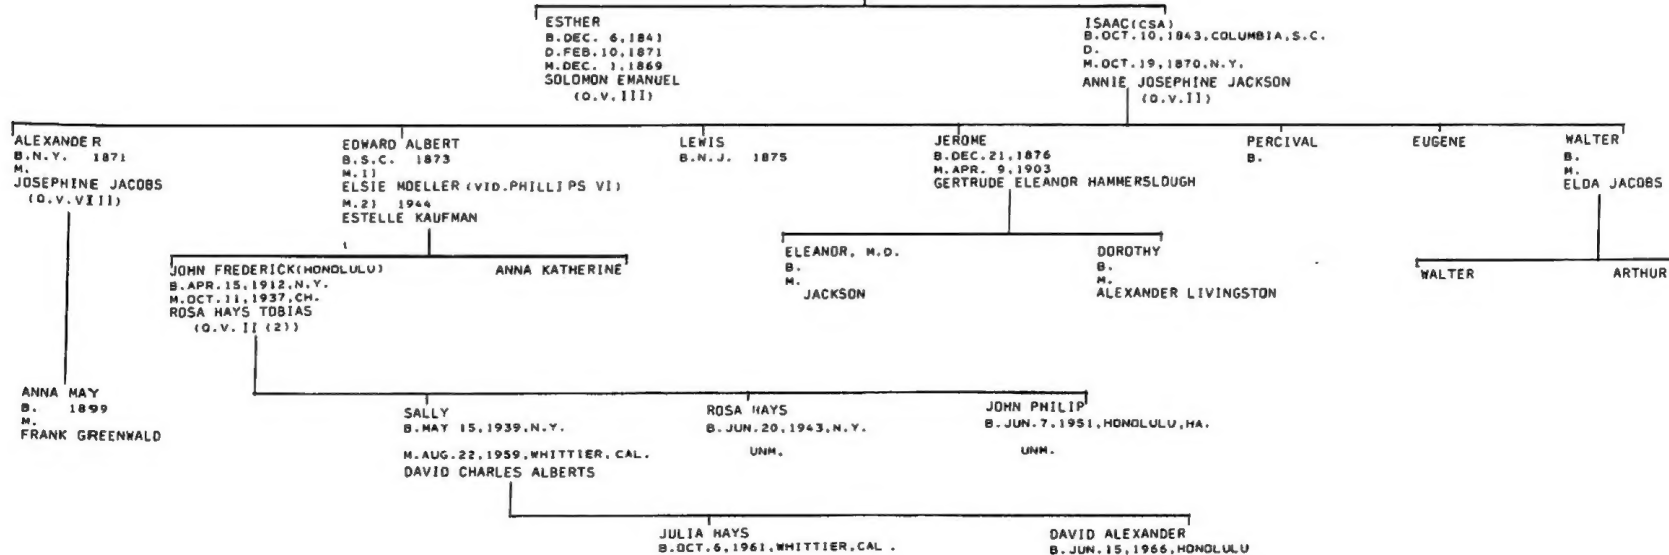 ESTHER
B.DEC. 6,1841
D.FEB.10,1871
M.DEC. 1,1869
SOLOMON EMANUEL
(Q.V.III)
ISAAC(CSA)
B.OCT.10,1843,COLUMBIA,S.C.
D.
M.OCT.19,1870,N.Y.
ANNIE JOSEPHINE JACKSON
(Q.V.II)
ALEXANDER
B.N.Y. 1871
M.
JOSEPHINE JACOBS
(Q.V.VIII)
EDWARD ALBERT
B.S.C. 1873
M.1)
ELSIE MOELLER (VID.PHILLIPS VI)
M.2) 1944
ESTELLE KAUFMAN
LEWIS
B.N.J. 1875
JEROME
B.DEC.21,1876
M.APR. 9,1903
GERTRUDE ELEANOR HAMMERSLOUGH
PERCIVAL
B.
EUGENE
WALTER
B.
M.
ELDA JACOBS
JOHN FREDERICK(HONOLULU)
B.APR.15,1912,N.Y.
M.OCT.11,1937,CH.
ROSA HAYS TOBIAS
(Q.V.II(2))
ANNA KATHERINE
ELEANOR, M.D.
B.
M.
JACKSON
DOROTHY
B.
M.
ALEXANDER LIVINGSTON
WALTER
ARTHUR
ANNA MAY
B. 1899
M.
FRANK GREENWALD
SALLY
B.MAY 15,1939,N.Y.
M.AUG.22,1959,WHITTIER,CAL.
DAVID CHARLES ALBERTS
ROSA HAYS
B.JUN.20,1943,N.Y.
UNM.
JOHN PHILIP
B.JUN.7,1951,HONOLULU,HA.
UNM.
JULIA HAYS
B.OCT.6,1961,WHITTIER,CAL.
DAVID ALEXANDER
B.JUN.15,1966,HONOLULU